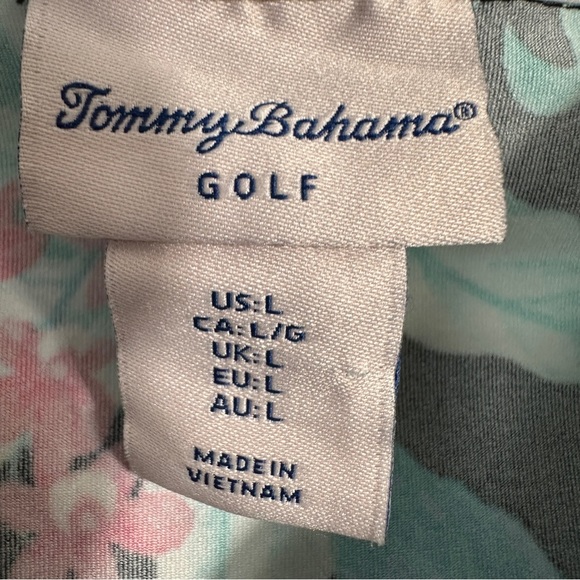 Tommy Bahama®
GOLF
US:L
CA:L/G
UK:L
EU:L
AU:L
MADE IN
VIETNAM